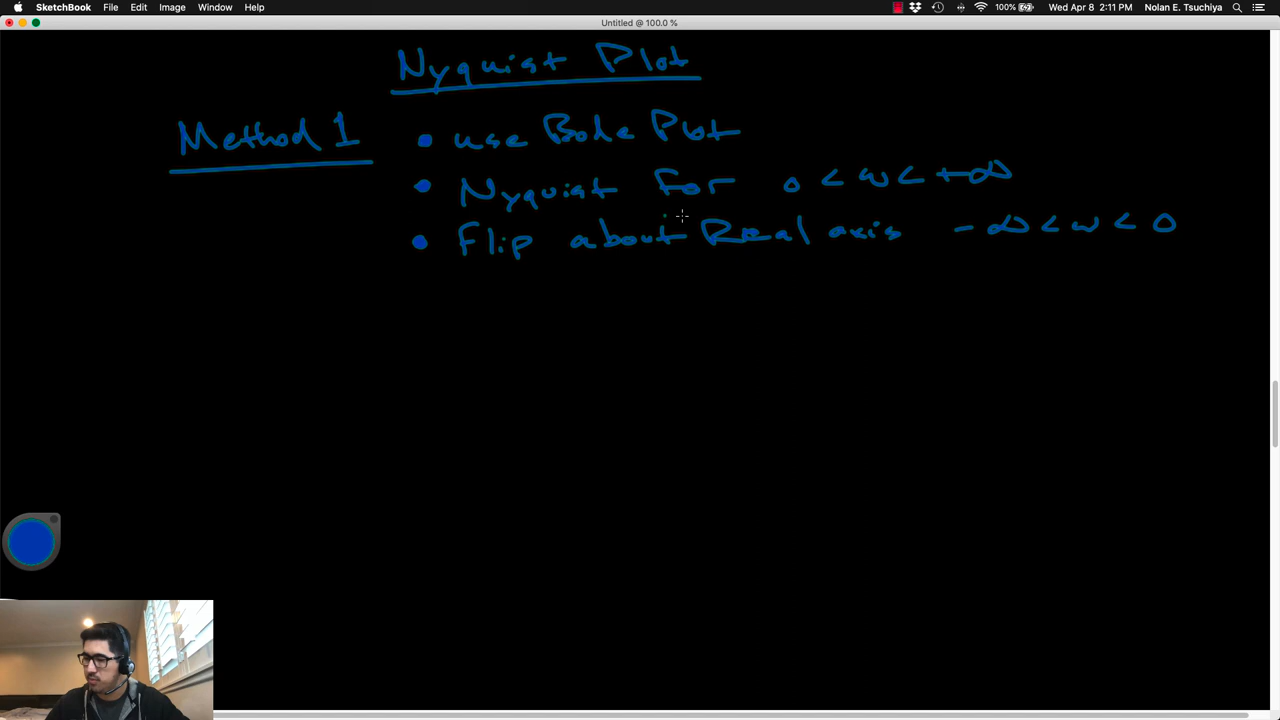 SketchBook File Edit Image Window Help 100% Wed Apr 8 2:11 PM Nolan E. Tsuchiya
Untitled @ 100.0 %
Nyquist Plot
Method 1 • use Bode Plot
• Nyquist for 0 < ω < +∞
• Flip about Real axis -∞ < ω < 0